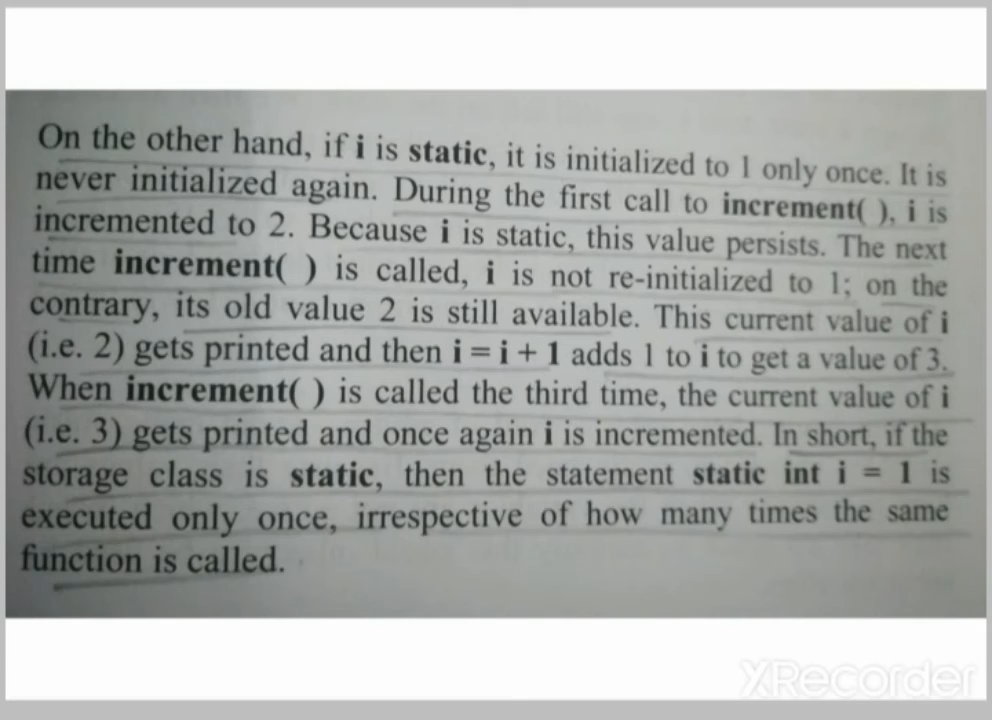 On the other hand, if i is static, it is initialized to 1 only once. It is
never initialized again. During the first call to increment( ), i is
incremented to 2. Because i is static, this value persists. The next
time increment( ) is called, i is not re-initialized to 1; on the
contrary, its old value 2 is still available. This current value of i
(i.e. 2) gets printed and then i = i + 1 adds 1 to i to get a value of 3.
When increment( ) is called the third time, the current value of i
(i.e. 3) gets printed and once again i is incremented. In short, if the
storage class is static, then the statement static int i = 1 is
executed only once, irrespective of how many times the same
function is called.
XRecorder